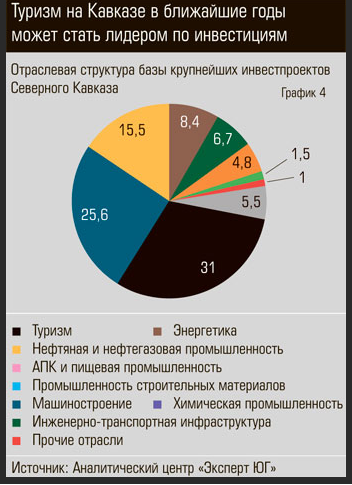 Туризм на Кавказе в ближайшие годы
может стать лидером по инвестициям
Отраслевая структура базы крупнейших инвестпроектов
Северного Кавказа
График 4
8,4
6,7
4,8
1,5
1
5,5
31
25,6
15,5
Туризм
Энергетика
Нефтяная и нефтегазовая промышленность
АПК и пищевая промышленность
Промышленность строительных материалов
Машиностроение
Химическая промышленность
Инженерно-транспортная инфраструктура
Прочие отрасли
Источник: Аналитический центр «Эксперт ЮГ»